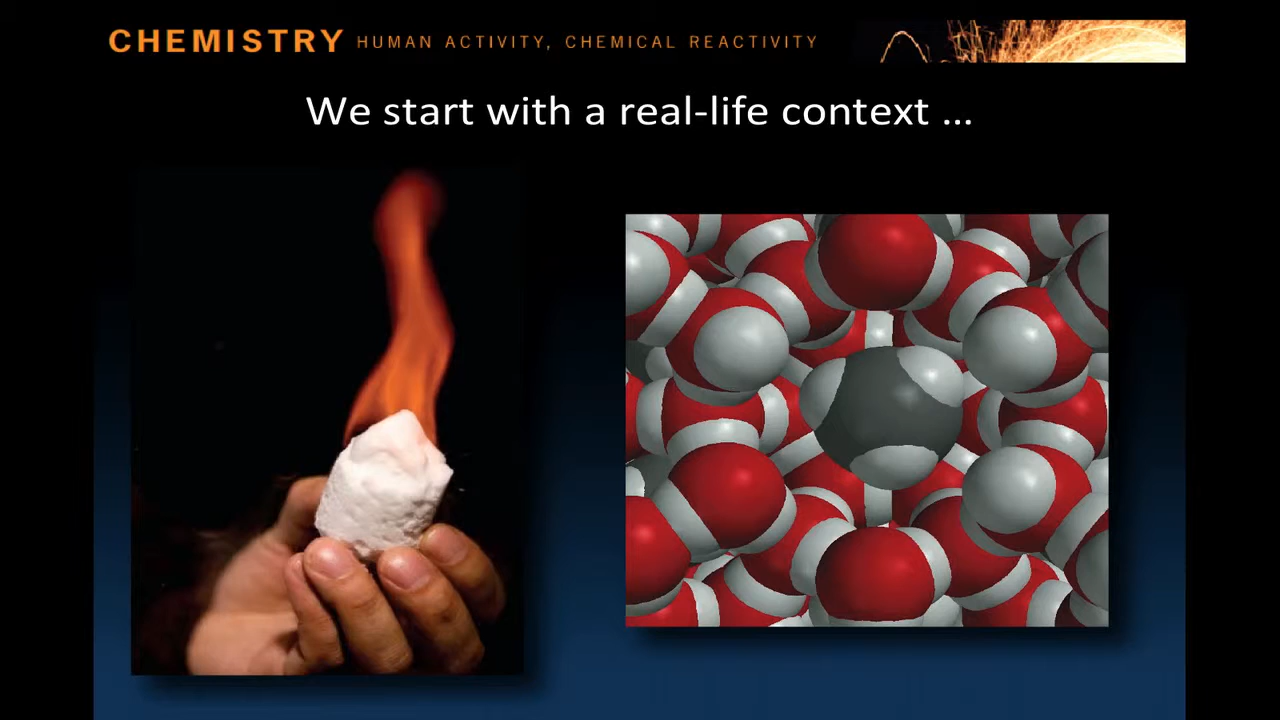 CHEMISTRY HUMAN ACTIVITY, CHEMICAL REACTIVITY
We start with a real-life context ...